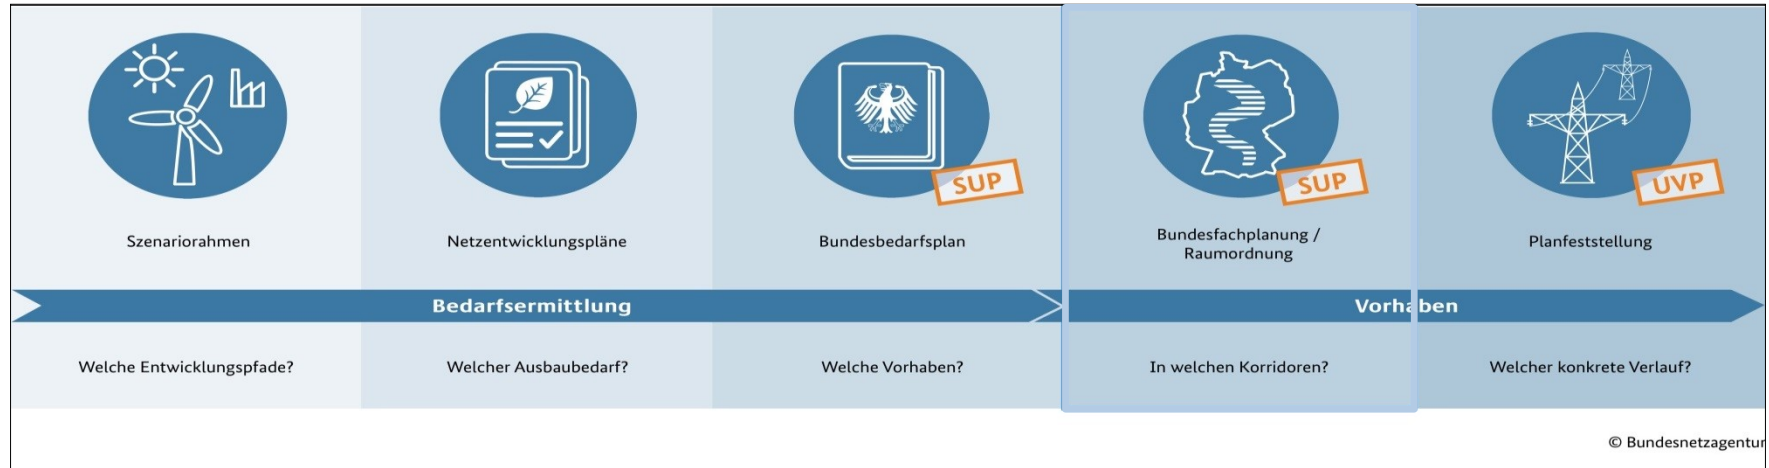 SUP
SUP
UVP
Szenariorahmen
Netzentwicklungspläne
Bundesbedarfsplan
Bundesfachplanung /
Raumordnung
Planfeststellung
Bedarfsermittlung
Vorhaben
Welche Entwicklungspfade?
Welcher Ausbaubedarf?
Welche Vorhaben?
In welchen Korridoren?
Welcher konkrete Verlauf?
© Bundesnetzagentur